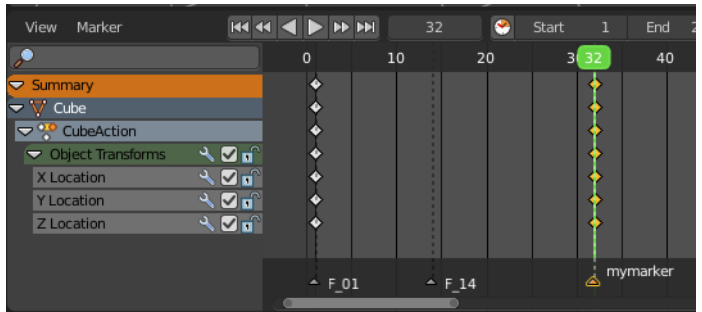 View Marker 32 Start 1 End
0 10 20 32 40
Summary
Cube
CubeAction
Object Transforms
X Location
Y Location
Z Location
mymarker
F_01 F_14